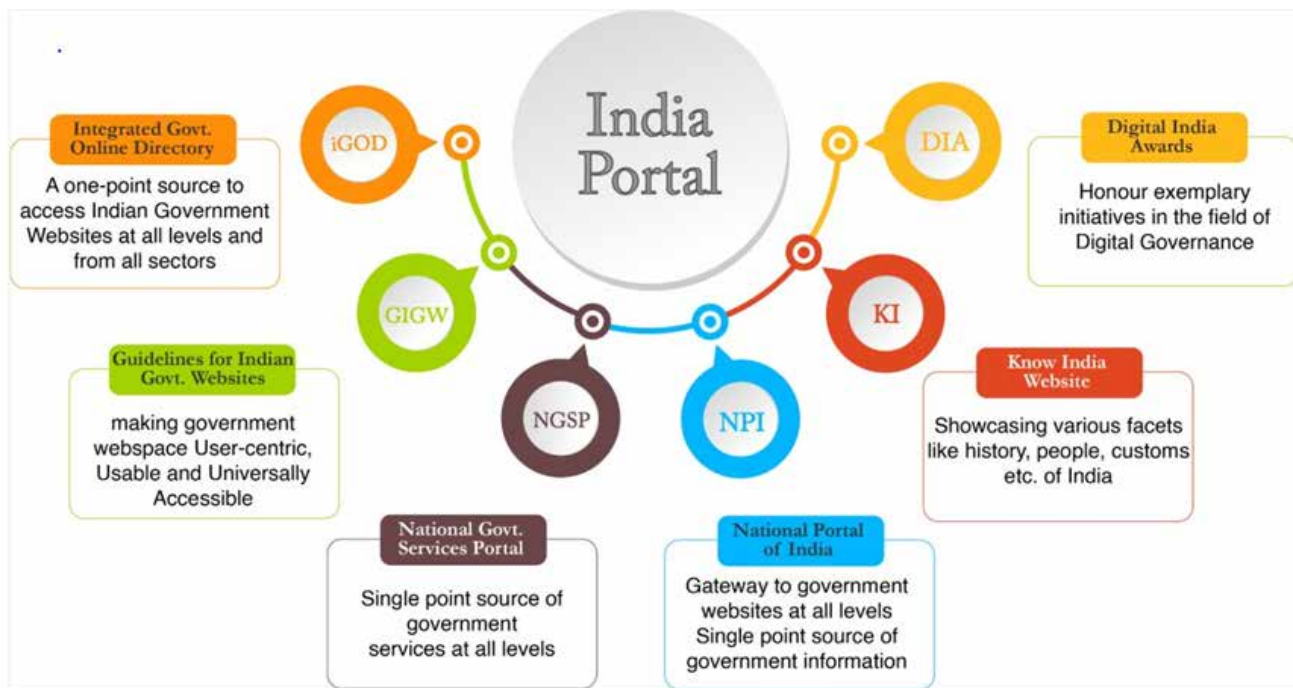 India
Portal
iGOD
Integrated Govt.
Online Directory
A one-point source to
access Indian Government
Websites at all levels and
from all sectors
GIGW
Guidelines for Indian
Govt. Websites
making government
webspace User-centric,
Usable and Universally
Accessible
NGSP
National Govt.
Services Portal
Single point source of
government
services at all levels
NPI
National Portal
of India
Gateway to government
websites at all levels
Single point source of
government information
KI
Know India
Website
Showcasing various facets
like history, people, customs
etc. of India
DIA
Digital India
Awards
Honour exemplary
initiatives in the field of
Digital Governance